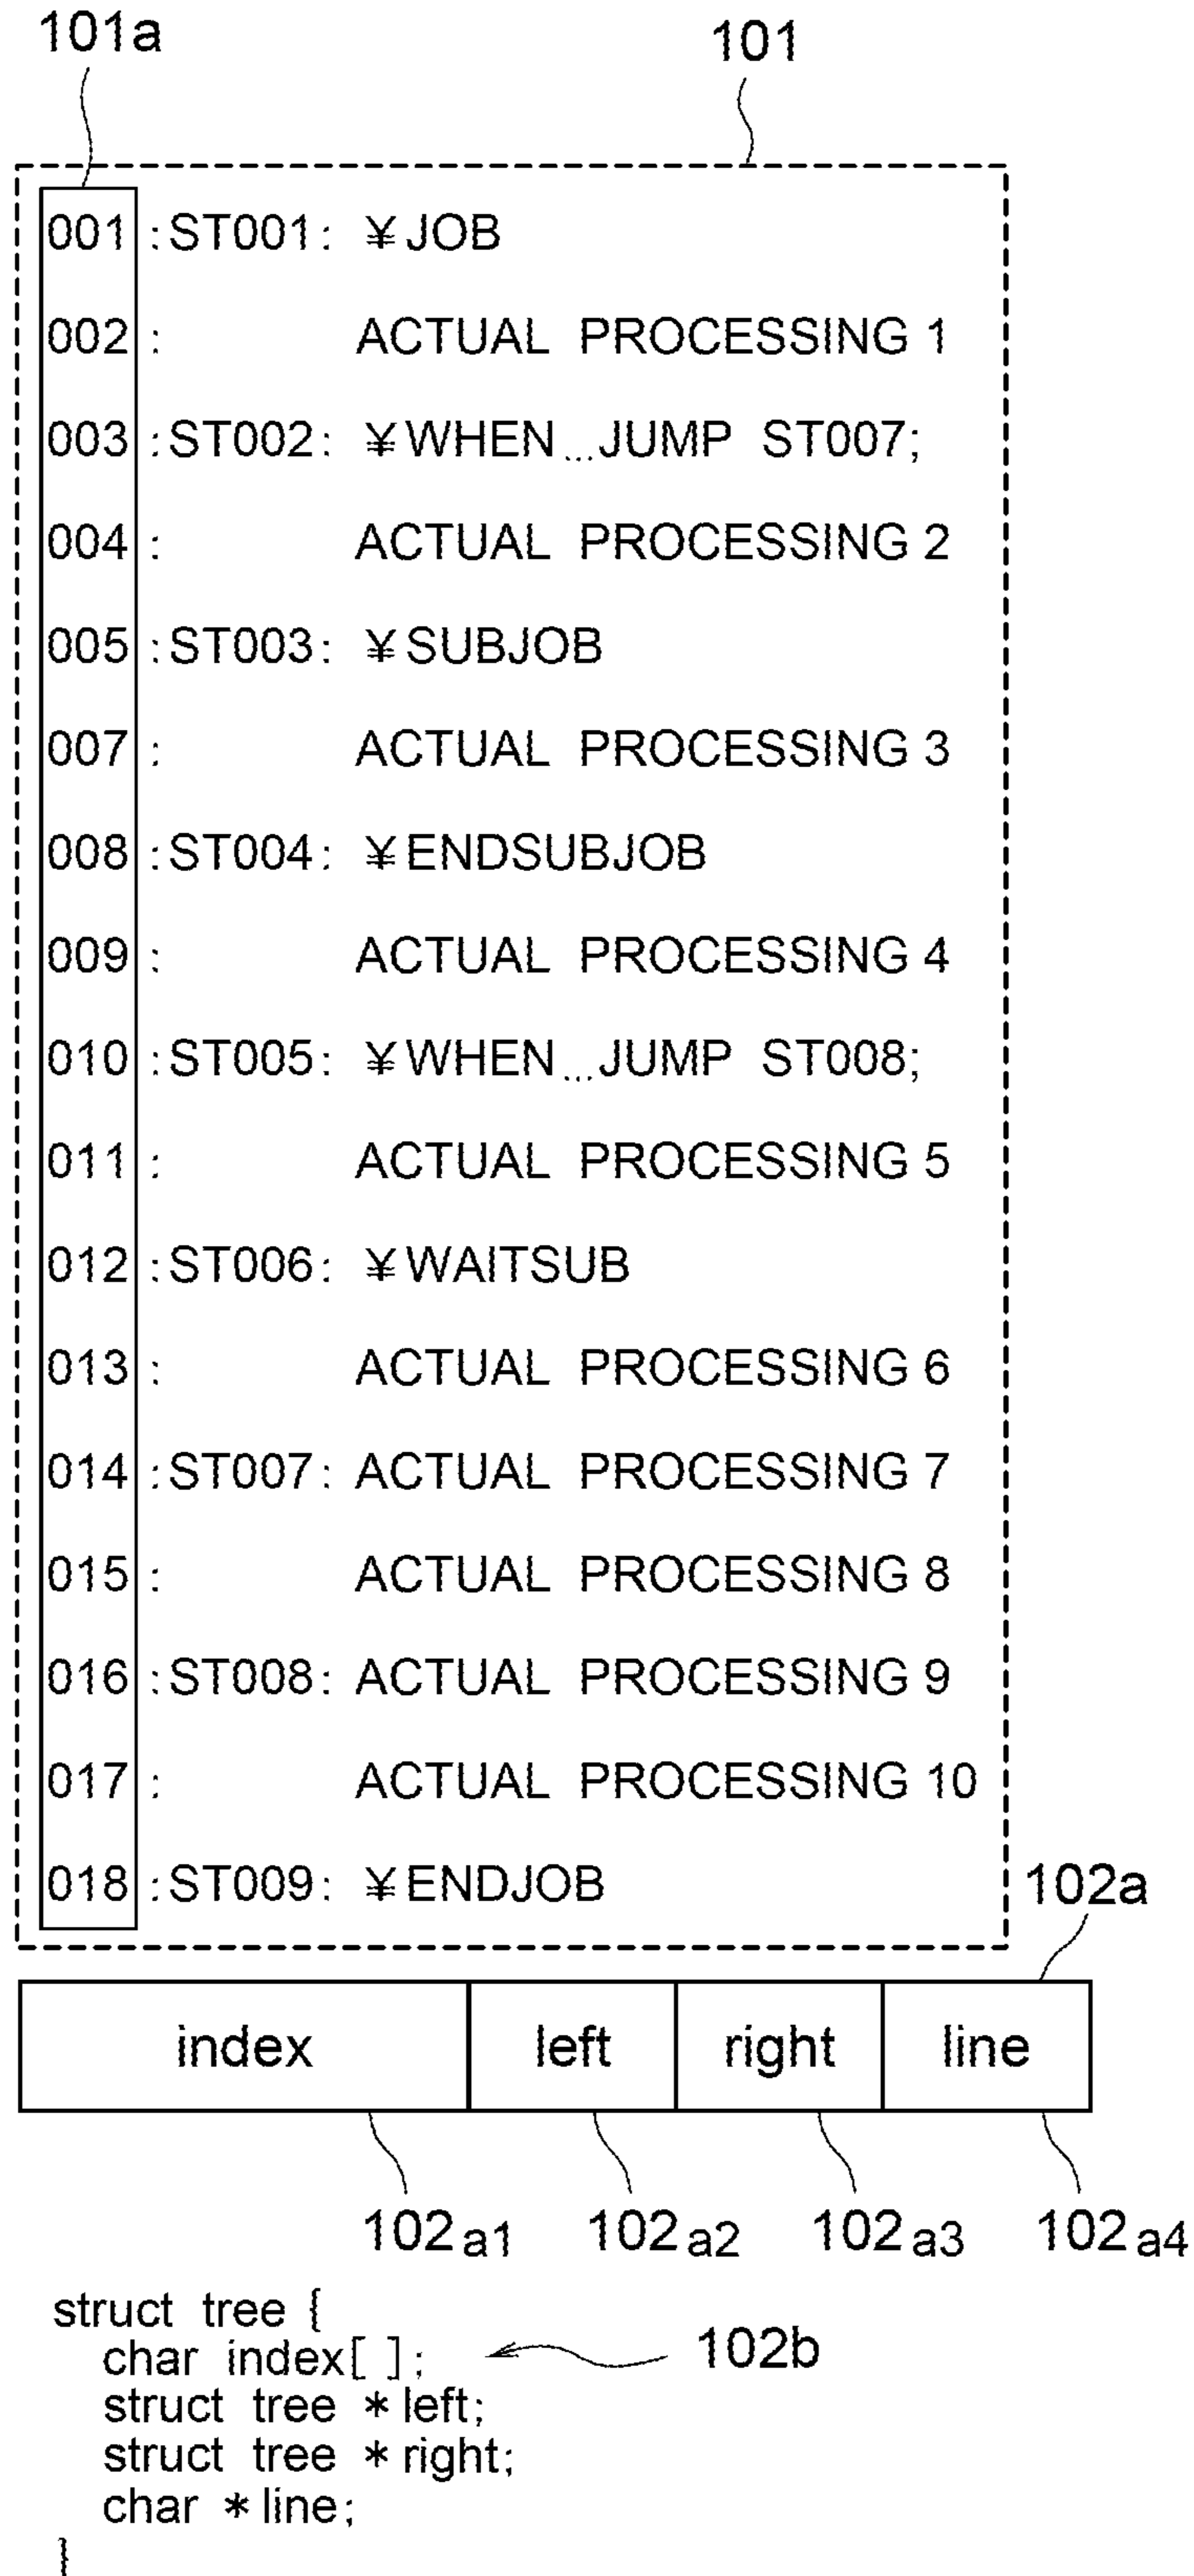 101a 101
001 :ST001: ¥JOB
002 : ACTUAL PROCESSING 1
003 :ST002: ¥WHEN...JUMP ST007;
004 : ACTUAL PROCESSING 2
005 :ST003: ¥SUBJOB
007 : ACTUAL PROCESSING 3
008 :ST004: ¥ENDSUBJOB
009 : ACTUAL PROCESSING 4
010 :ST005: ¥WHEN...JUMP ST008;
011 : ACTUAL PROCESSING 5
012 :ST006: ¥WAITSUB
013 : ACTUAL PROCESSING 6
014 :ST007: ACTUAL PROCESSING 7
015 : ACTUAL PROCESSING 8
016 :ST008: ACTUAL PROCESSING 9
017 : ACTUAL PROCESSING 10
018 :ST009: ¥ENDJOB
102a
index left right line
102a1 102a2 102a3 102a4
struct tree {
char index[ ];
102b
struct tree *left;
struct tree *right;
char *line;
}